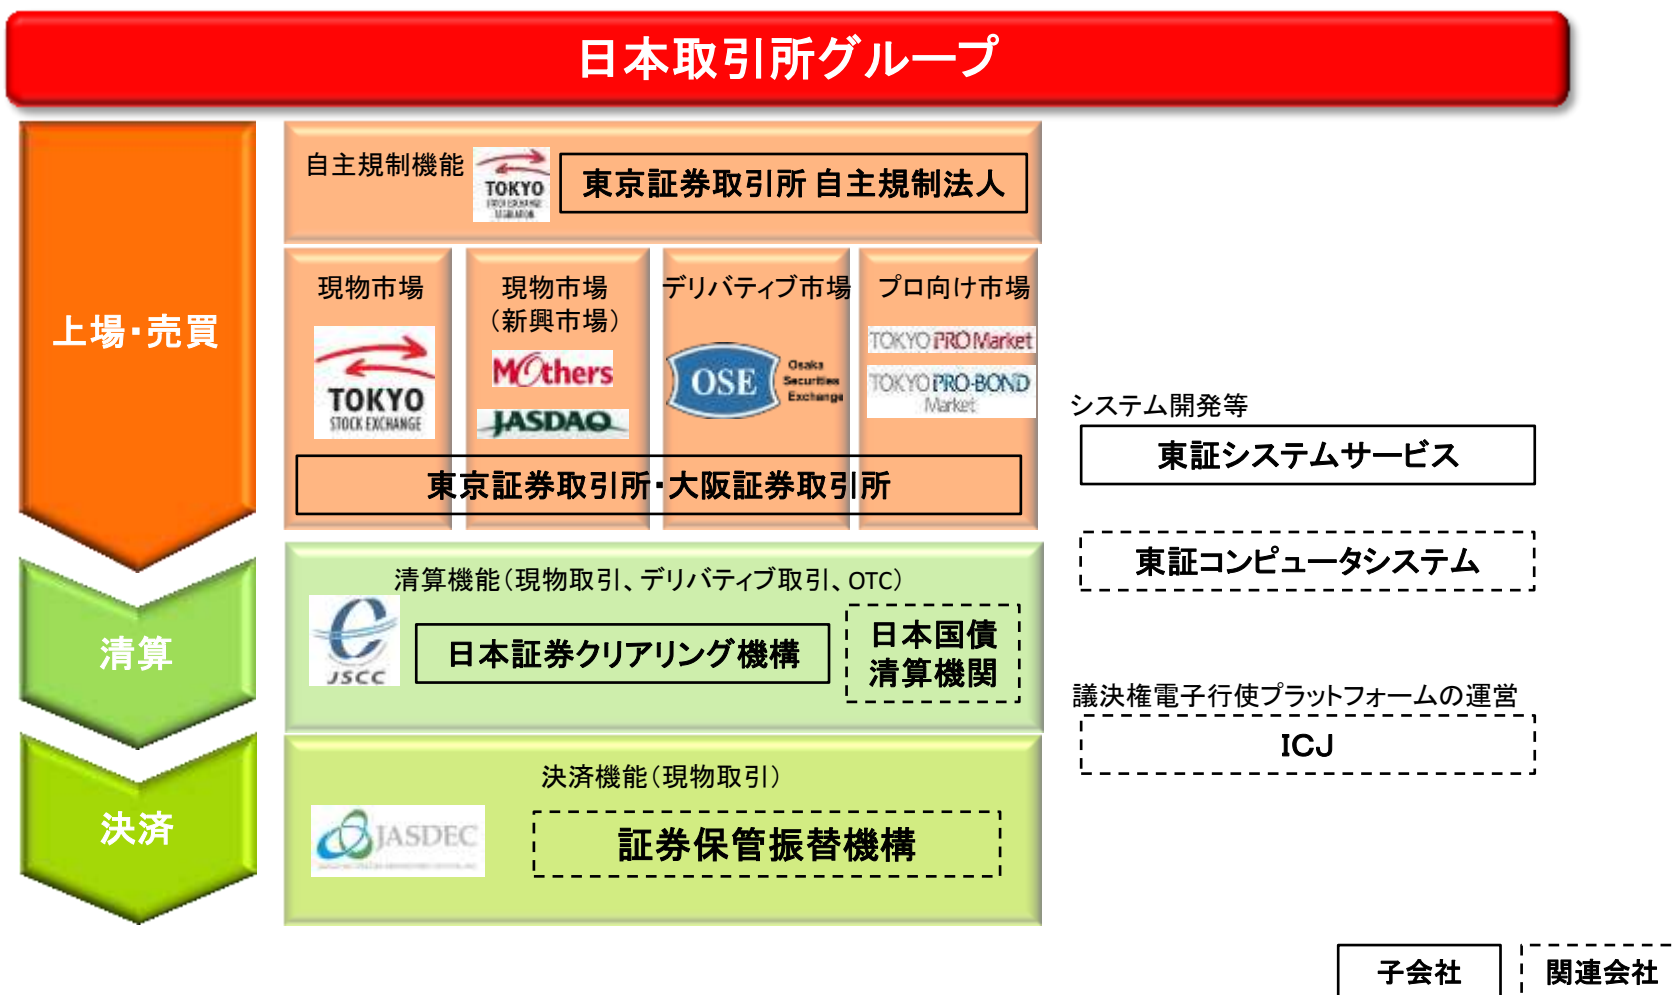 日本取引所グループ
上場・売買
自主規制機能
TOKYO
東京証券取引所 自主規制法人
現物市場
TOKYO
STOCK EXCHANGE
現物市場
（新興市場）
Mothers
JASDAQ
デリバティブ市場
OSE
Osaka
Securities
Exchange
プロ向け市場
TOKYO PRO Market
TOKYO PRO-BOND
Market
東京証券取引所・大阪証券取引所
清算
清算機能（現物取引、デリバティブ取引、OTC）
JSCC
日本証券クリアリング機構
日本国債
清算機関
決済
決済機能（現物取引）
JASDEC
証券保管振替機構
システム開発等
東証システムサービス
東証コンピュータシステム
議決権電子行使プラットフォームの運営
ICJ
子会社
関連会社